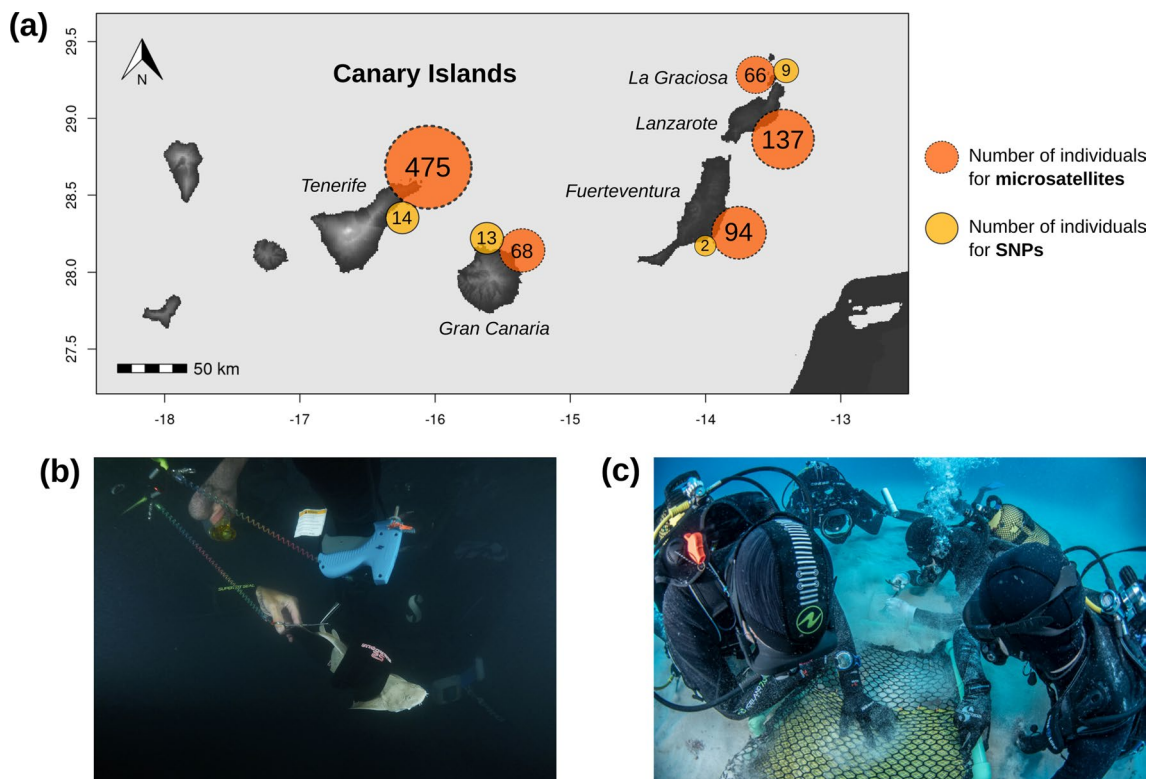 (a)
29.5
29.0
28.5
28.0
27.5
N
Canary Islands
La Graciosa
66
9
Lanzarote
137
Tenerife
475
14
Fuerteventura
94
2
13
68
Gran Canaria
50 km
-18
-17
-16
-15
-14
-13
Number of individuals
for microsatellites
Number of individuals
for SNPs
(b)
(c)